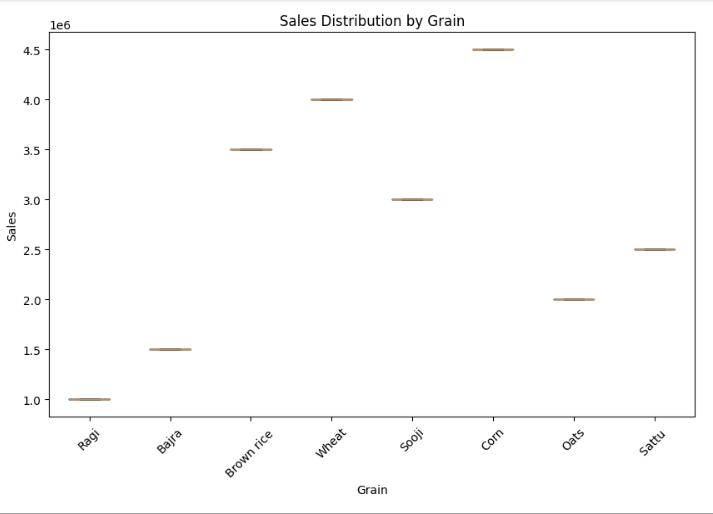 Sales Distribution by Grain
1e6
4.5
4.0
3.5
3.0
2.5
2.0
1.5
1.0
Sales
Ragi
Bajra
Brown rice
Wheat
Sooji
Corn
Oats
Sattu
Grain